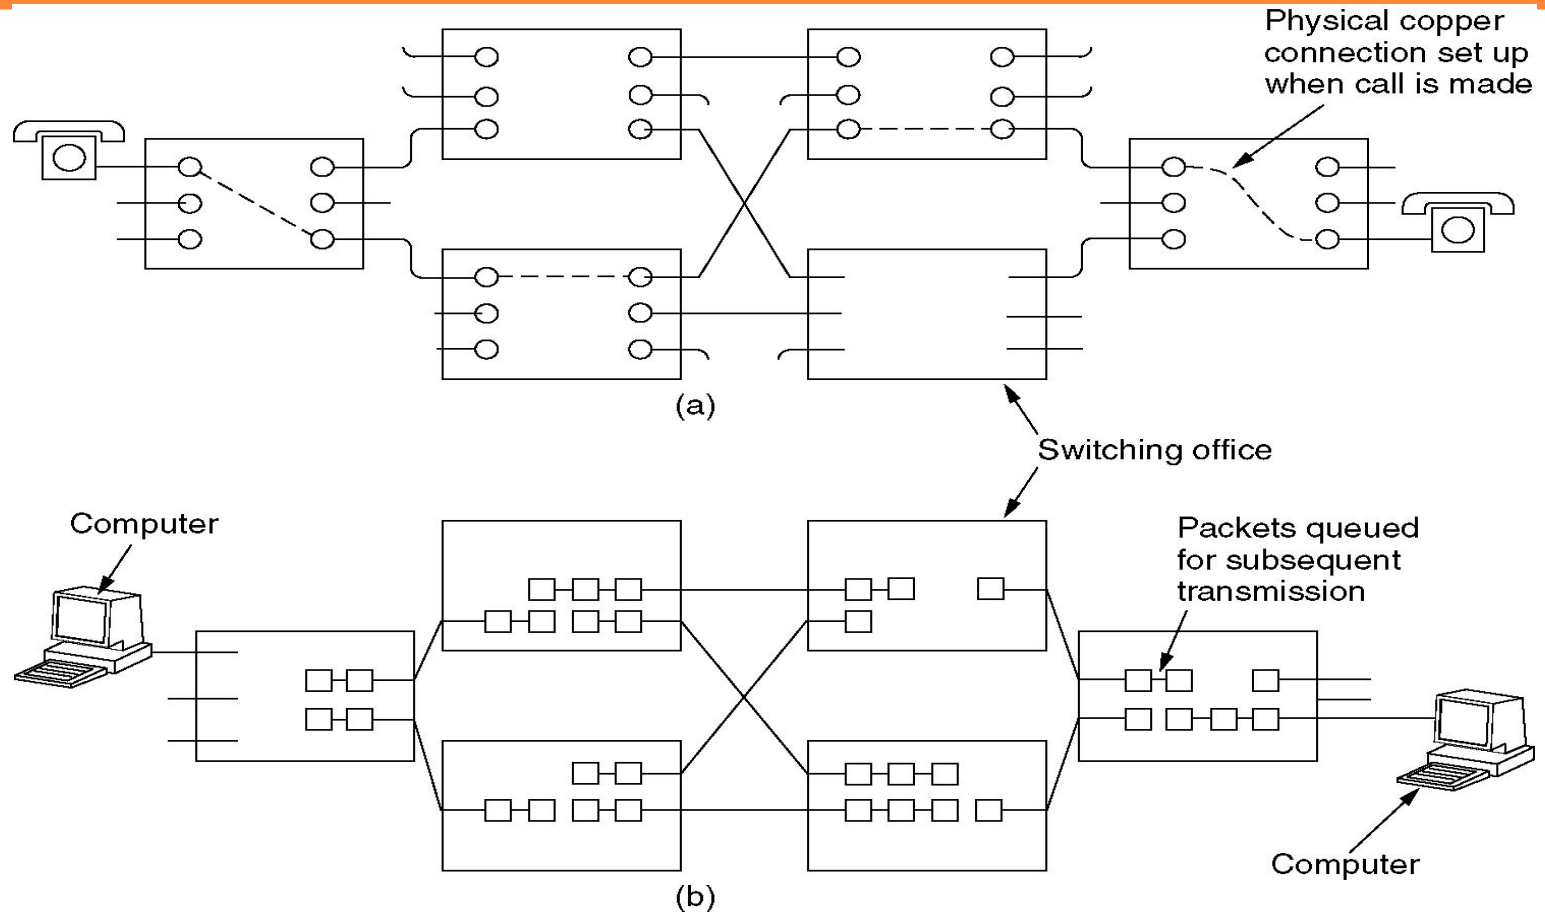 Physical copper
connection set up
when call is made
(a)
Switching office
Computer
Packets queued
for subsequent
transmission
Computer
(b)